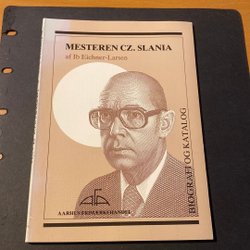 MESTEREN CZ. SLANIA
af Ib Eichner-Larsen
BIOGRAFI OG KATALOG
AARHUS FRIMÆRKEHANDEL